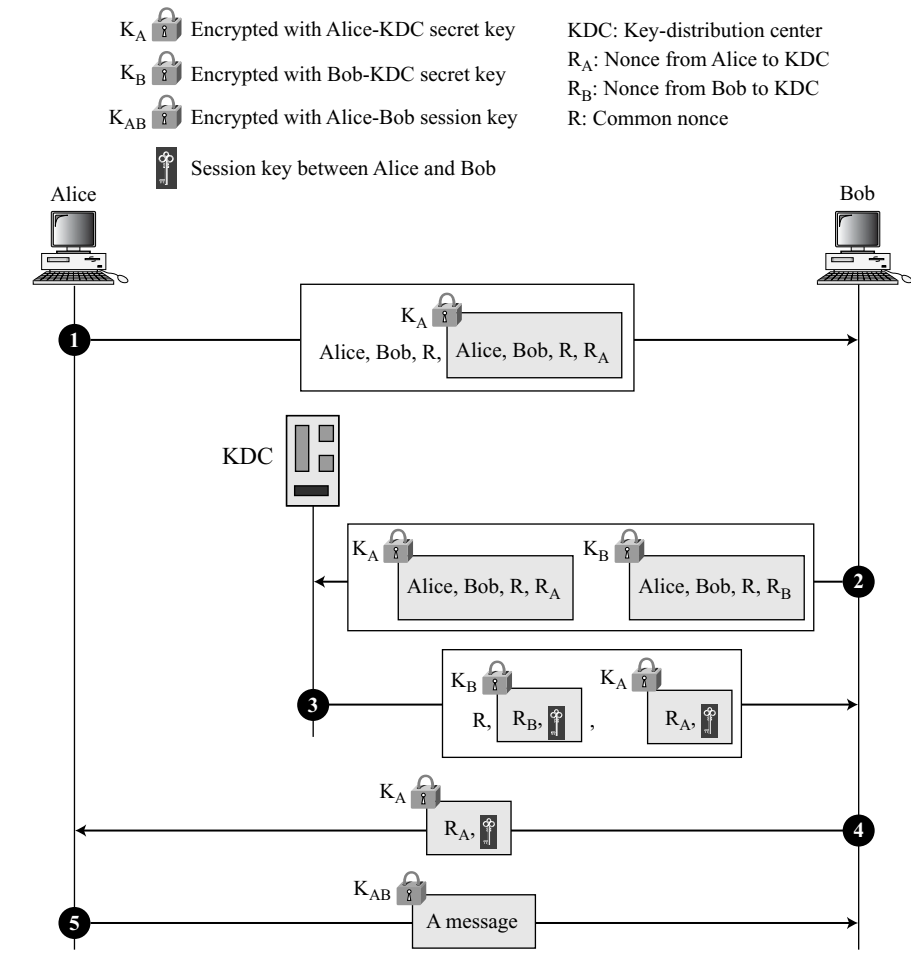 K_A Encrypted with Alice-KDC secret key
K_B Encrypted with Bob-KDC secret key
K_AB Encrypted with Alice-Bob session key
Session key between Alice and Bob
KDC: Key-distribution center
R_A: Nonce from Alice to KDC
R_B: Nonce from Bob to KDC
R: Common nonce
Alice
Bob
1
K_A
Alice, Bob, R, Alice, Bob, R, R_A
KDC
K_A K_B
Alice, Bob, R, R_A Alice, Bob, R, R_B
2
K_B K_A
3
R, R_B, , R_A,
K_A
R_A,
4
K_AB
5
A message